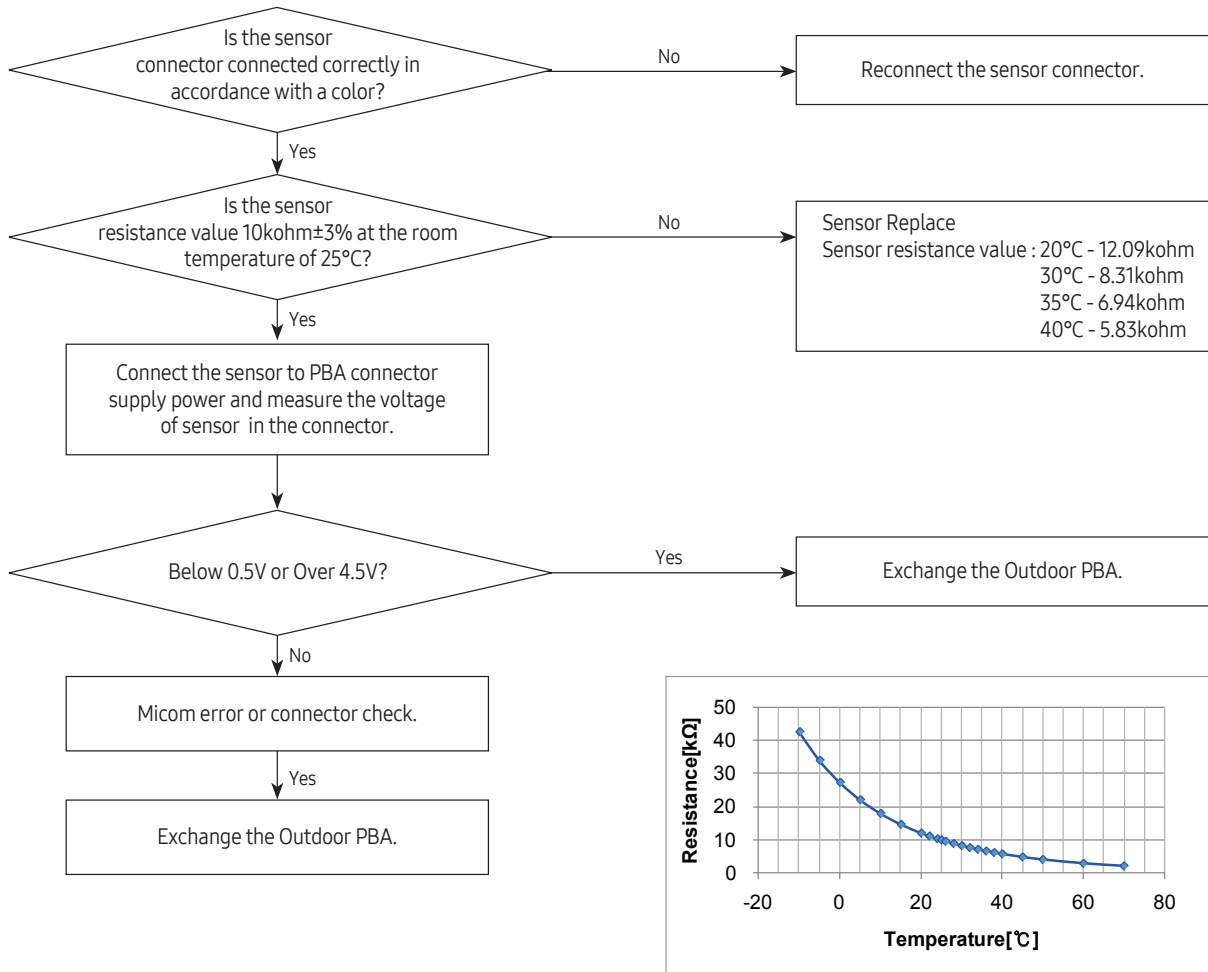 Is the sensor
connector connected correctly in
accordance with a color?
No
Reconnect the sensor connector.
Yes
Is the sensor
resistance value 10kohm±3% at the room
temperature of 25°C?
No
Sensor Replace
Sensor resistance value : 20°C - 12.09kohm
30°C - 8.31kohm
35°C - 6.94kohm
40°C - 5.83kohm
Yes
Connect the sensor to PBA connector
supply power and measure the voltage
of sensor in the connector.
Below 0.5V or Over 4.5V?
Yes
Exchange the Outdoor PBA.
No
Micom error or connector check.
Yes
Exchange the Outdoor PBA.
Resistance[kΩ]
50
40
30
20
10
0
-20 0 20 40 60 80
Temperature[℃]